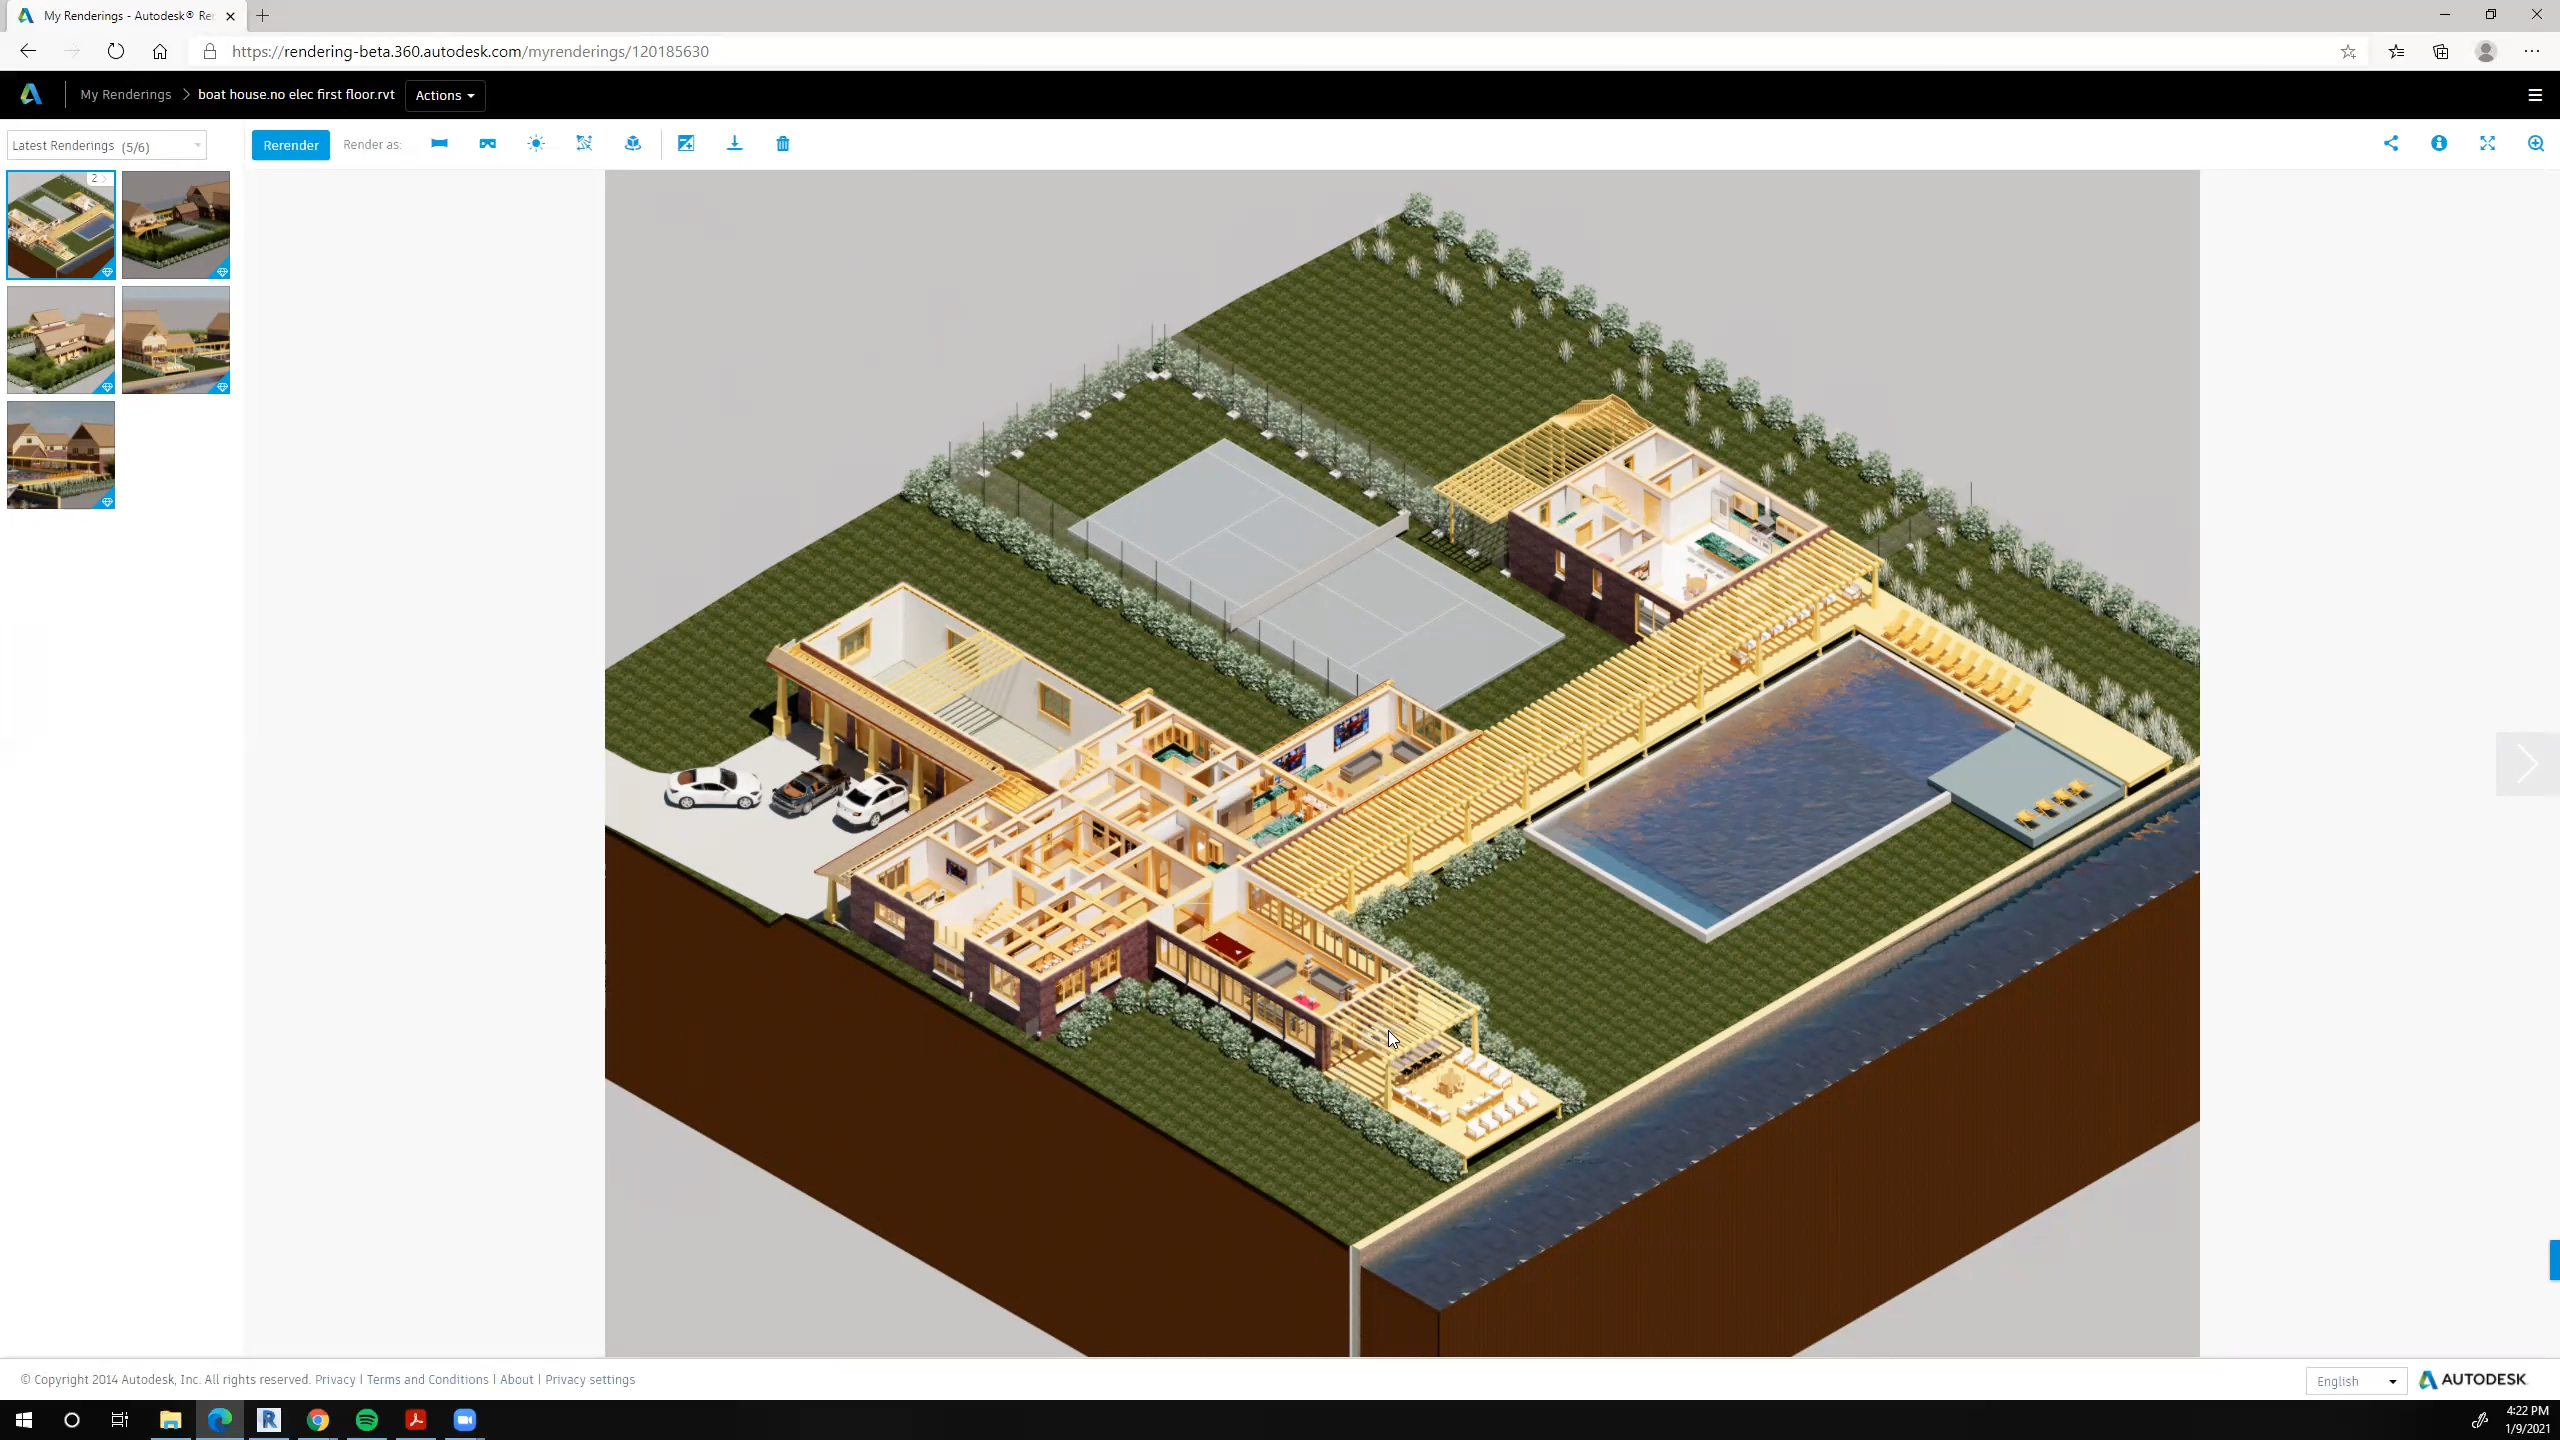 My Renderings - Autodesk® Re
https://rendering-beta.360.autodesk.com/myrenderings/120185630
My Renderings > boat house.no elec first floor.rvt Actions
Latest Renderings (5/6)
Rerender Render as:
2 >
© Copyright 2014 Autodesk, Inc. All rights reserved. Privacy | Terms and Conditions | About | Privacy settings
English
AUTODESK
4:22 PM
1/9/2021